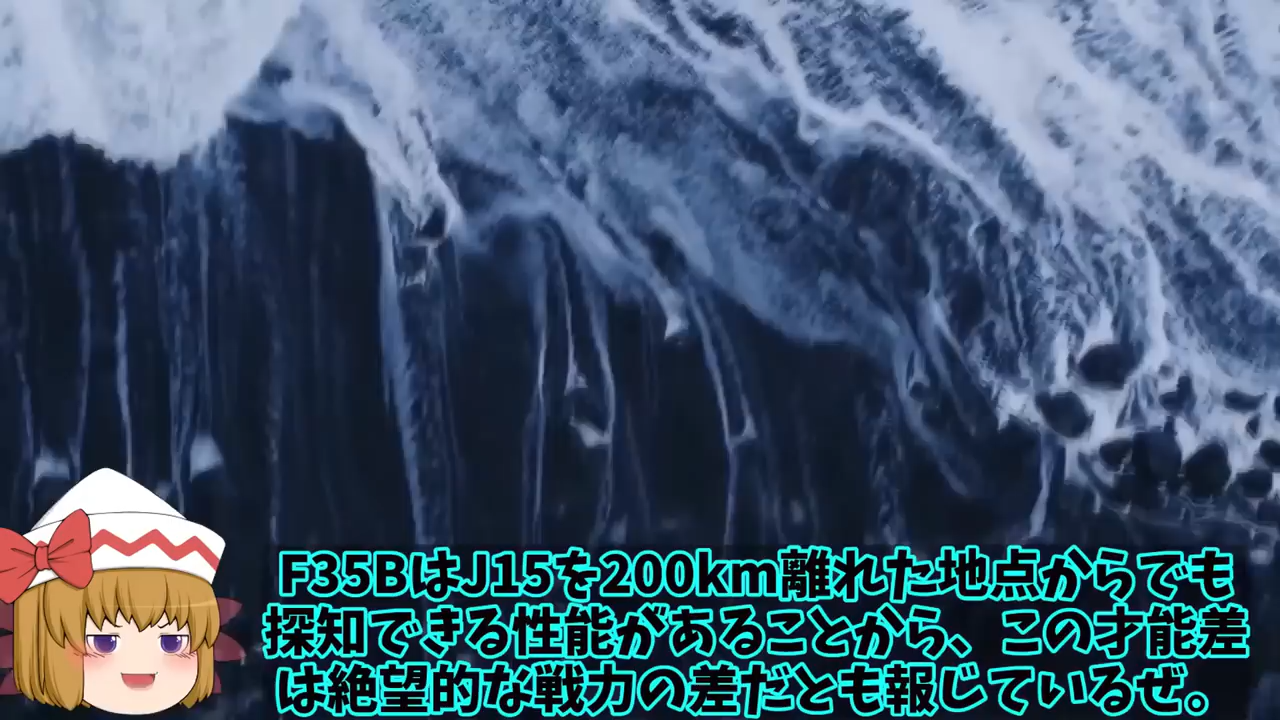 F35BはJ15を200km離れた地点からでも
探知できる性能があることから、この才能差
は絶望的な戦力の差だとも報じているぜ。